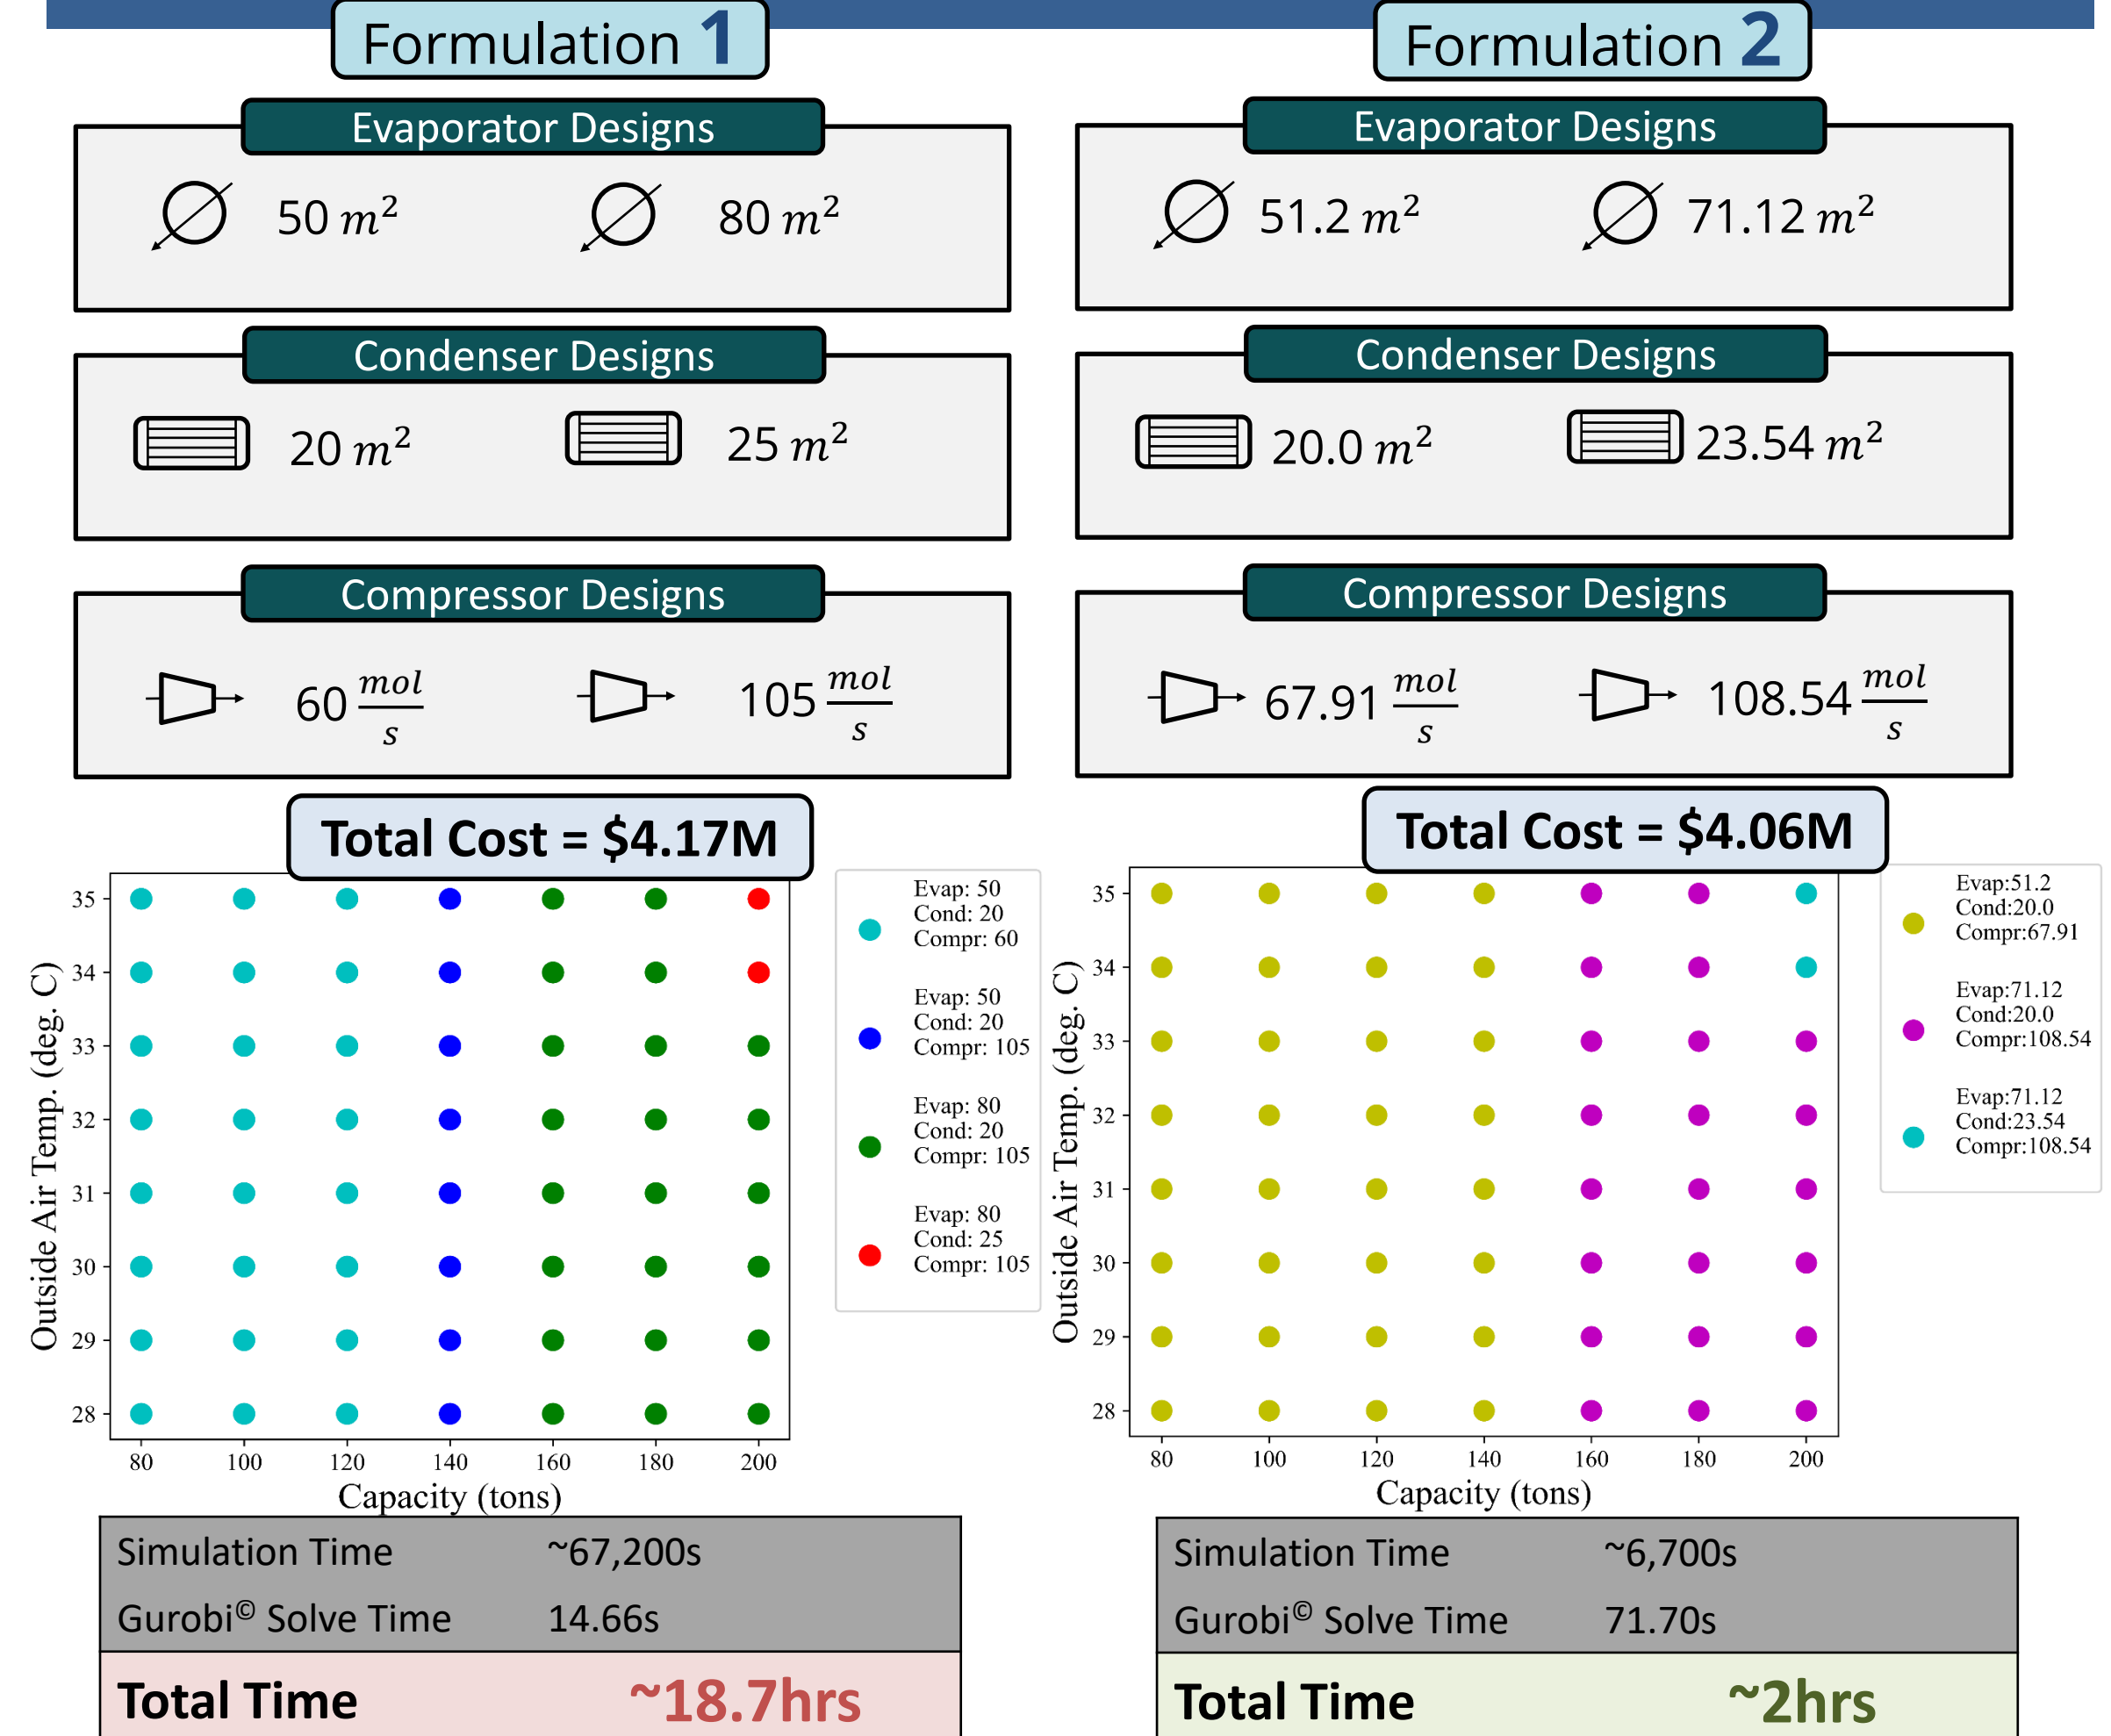 Formulation 1
Evaporator Designs
50 m²
80 m²
Condenser Designs
20 m²
25 m²
Compressor Designs
60 mol/s
105 mol/s
Total Cost = $4.17M
Outside Air Temp. (deg. C)
35
34
33
32
31
30
29
28
80 100 120 140 160 180 200
Capacity (tons)
Evap: 50
Cond: 20
Compr: 60
Evap: 50
Cond: 20
Compr: 105
Evap: 80
Cond: 20
Compr: 105
Evap: 80
Cond: 25
Compr: 105
Simulation Time ~67,200s
Gurobi© Solve Time 14.66s
Total Time ~18.7hrs
Formulation 2
Evaporator Designs
51.2 m²
71.12 m²
Condenser Designs
20.0 m²
23.54 m²
Compressor Designs
67.91 mol/s
108.54 mol/s
Total Cost = $4.06M
Outside Air Temp. (deg. C)
35
34
33
32
31
30
29
28
80 100 120 140 160 180 200
Capacity (tons)
Evap:51.2
Cond:20.0
Compr:67.91
Evap:71.12
Cond:20.0
Compr:108.54
Evap:71.12
Cond:23.54
Compr:108.54
Simulation Time ~6,700s
Gurobi© Solve Time 71.70s
Total Time ~2hrs